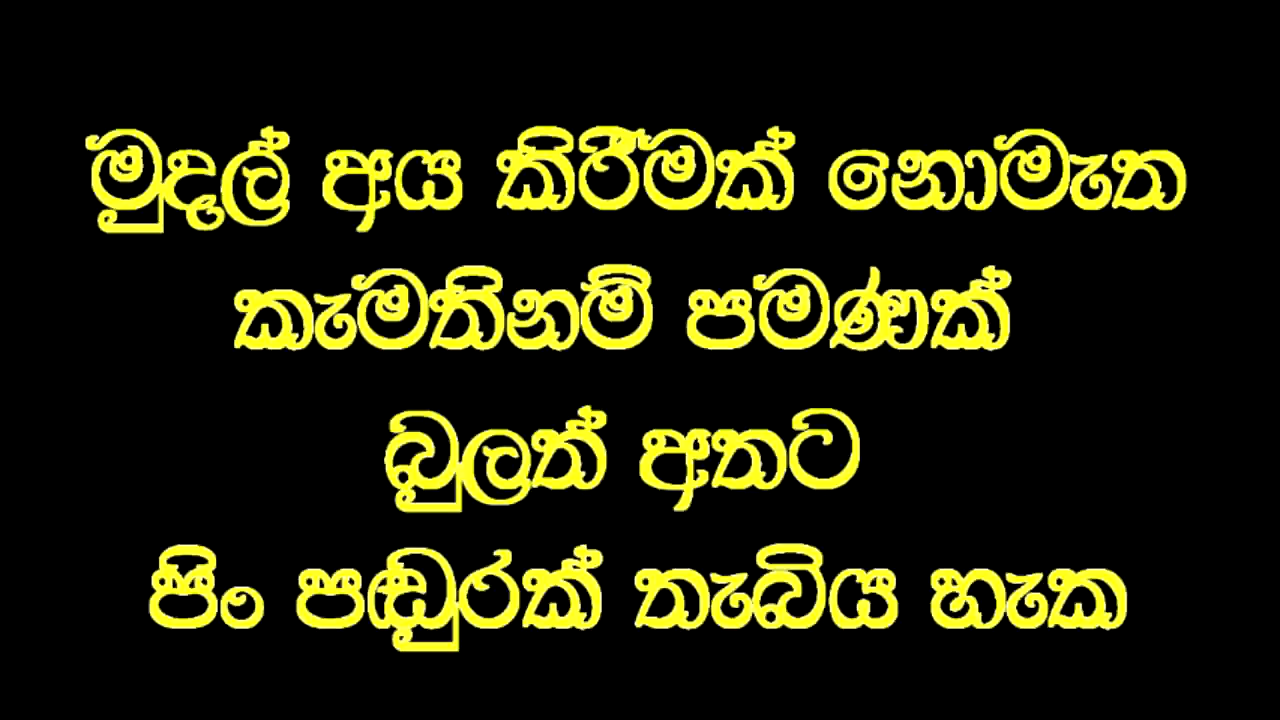 මුදල් අය කිරීමක් නොමැත
කැමතිනම් පමණක්
බුලත් අතට
පිං පඬුරක් තැබිය හැක